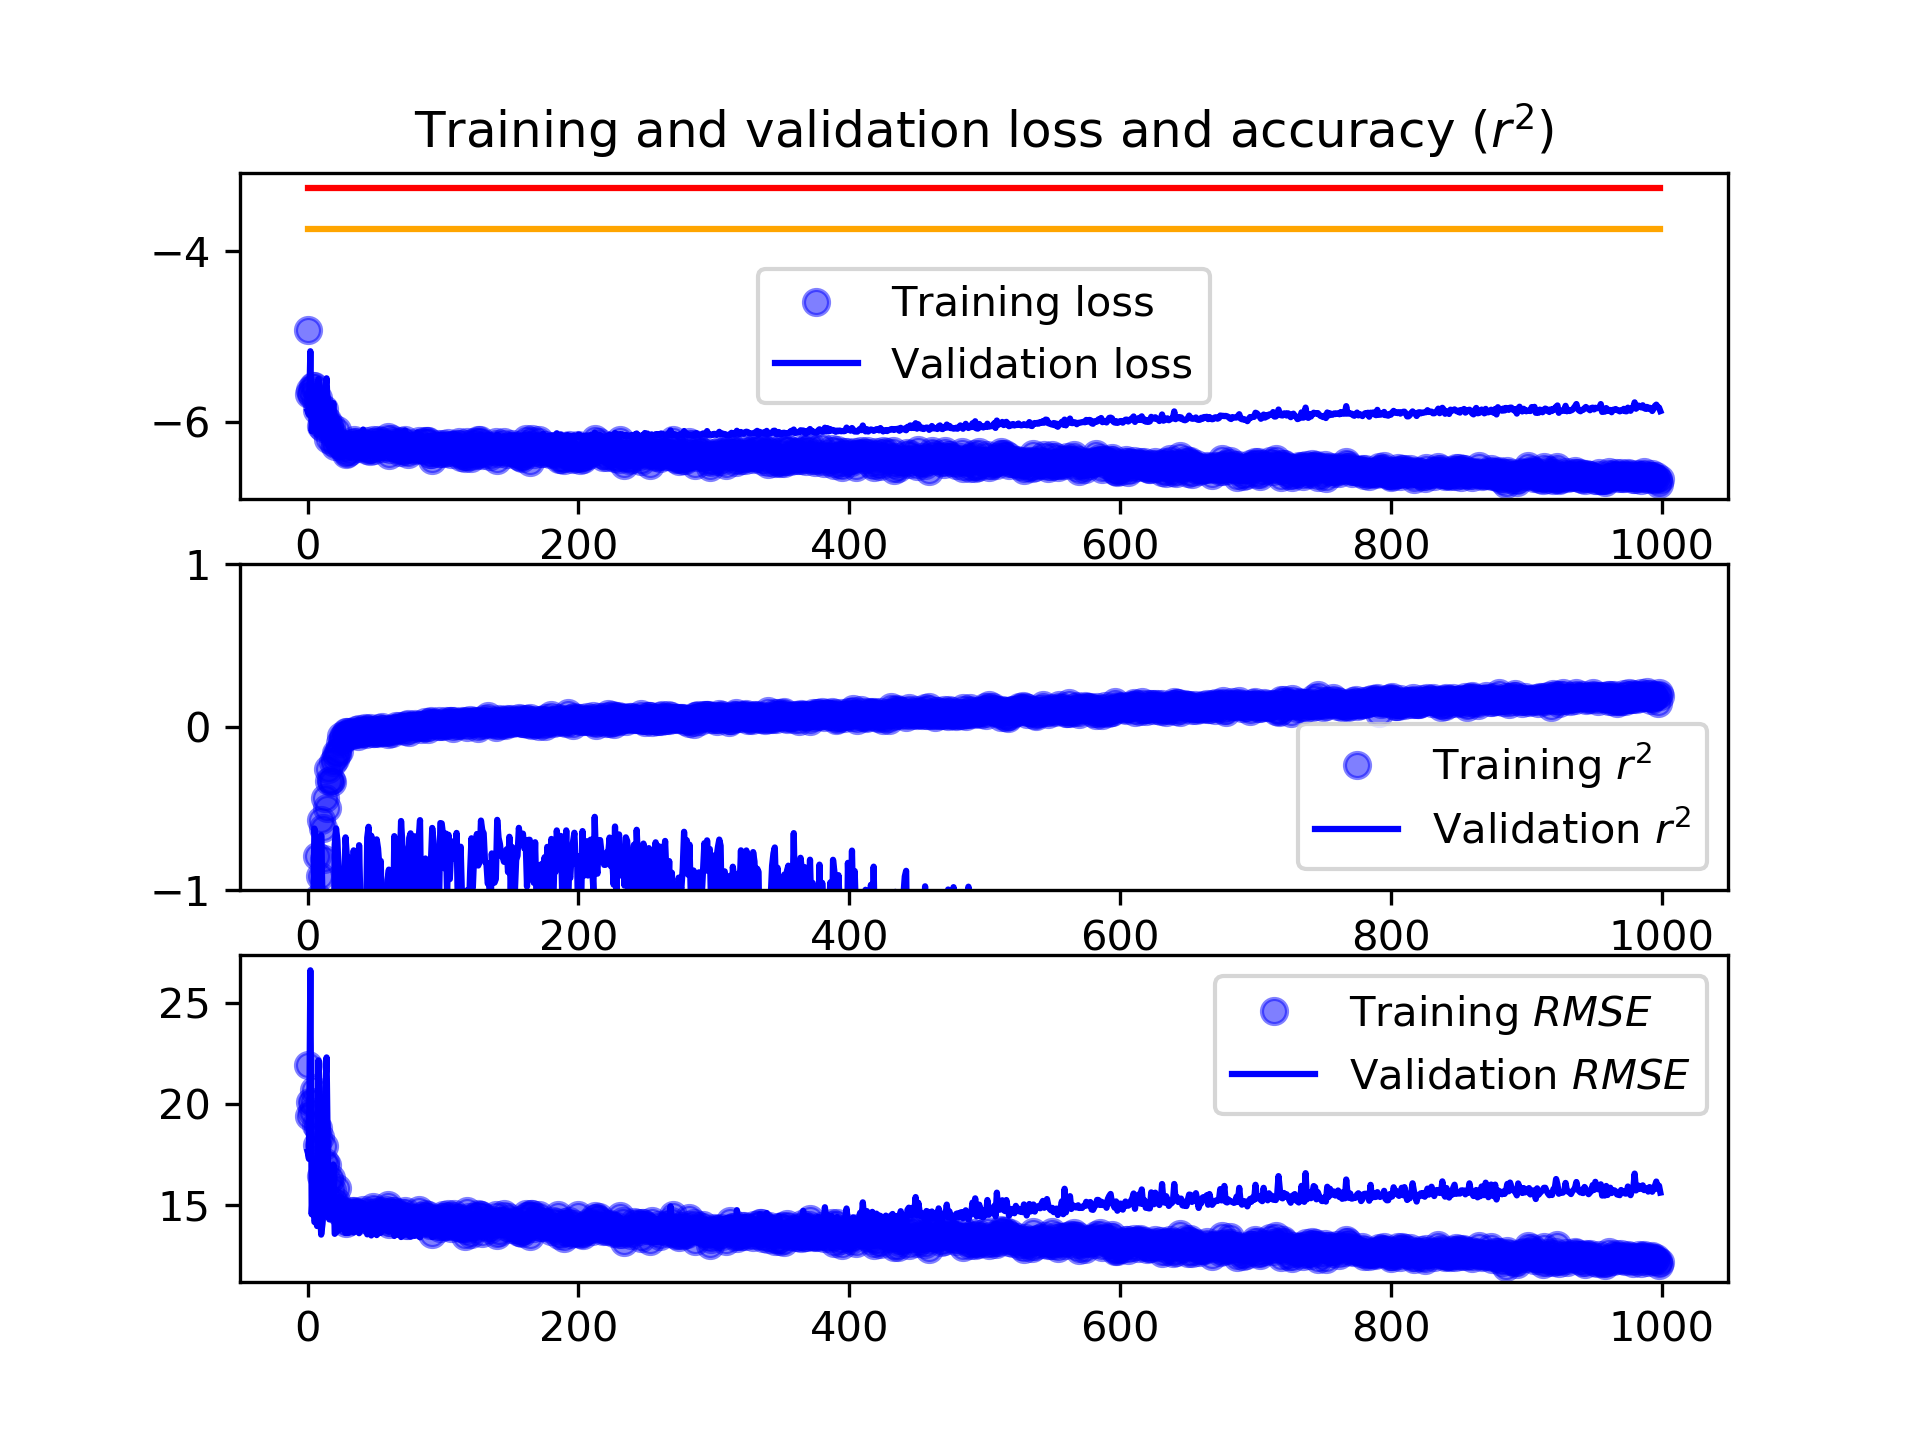 Training and validation loss and accuracy (r²)
−4
−6
Training loss
Validation loss
0 200 400 600 800 1000
1
0
−1
Training r²
Validation r²
0 200 400 600 800 1000
25
20
15
Training RMSE
Validation RMSE
0 200 400 600 800 1000